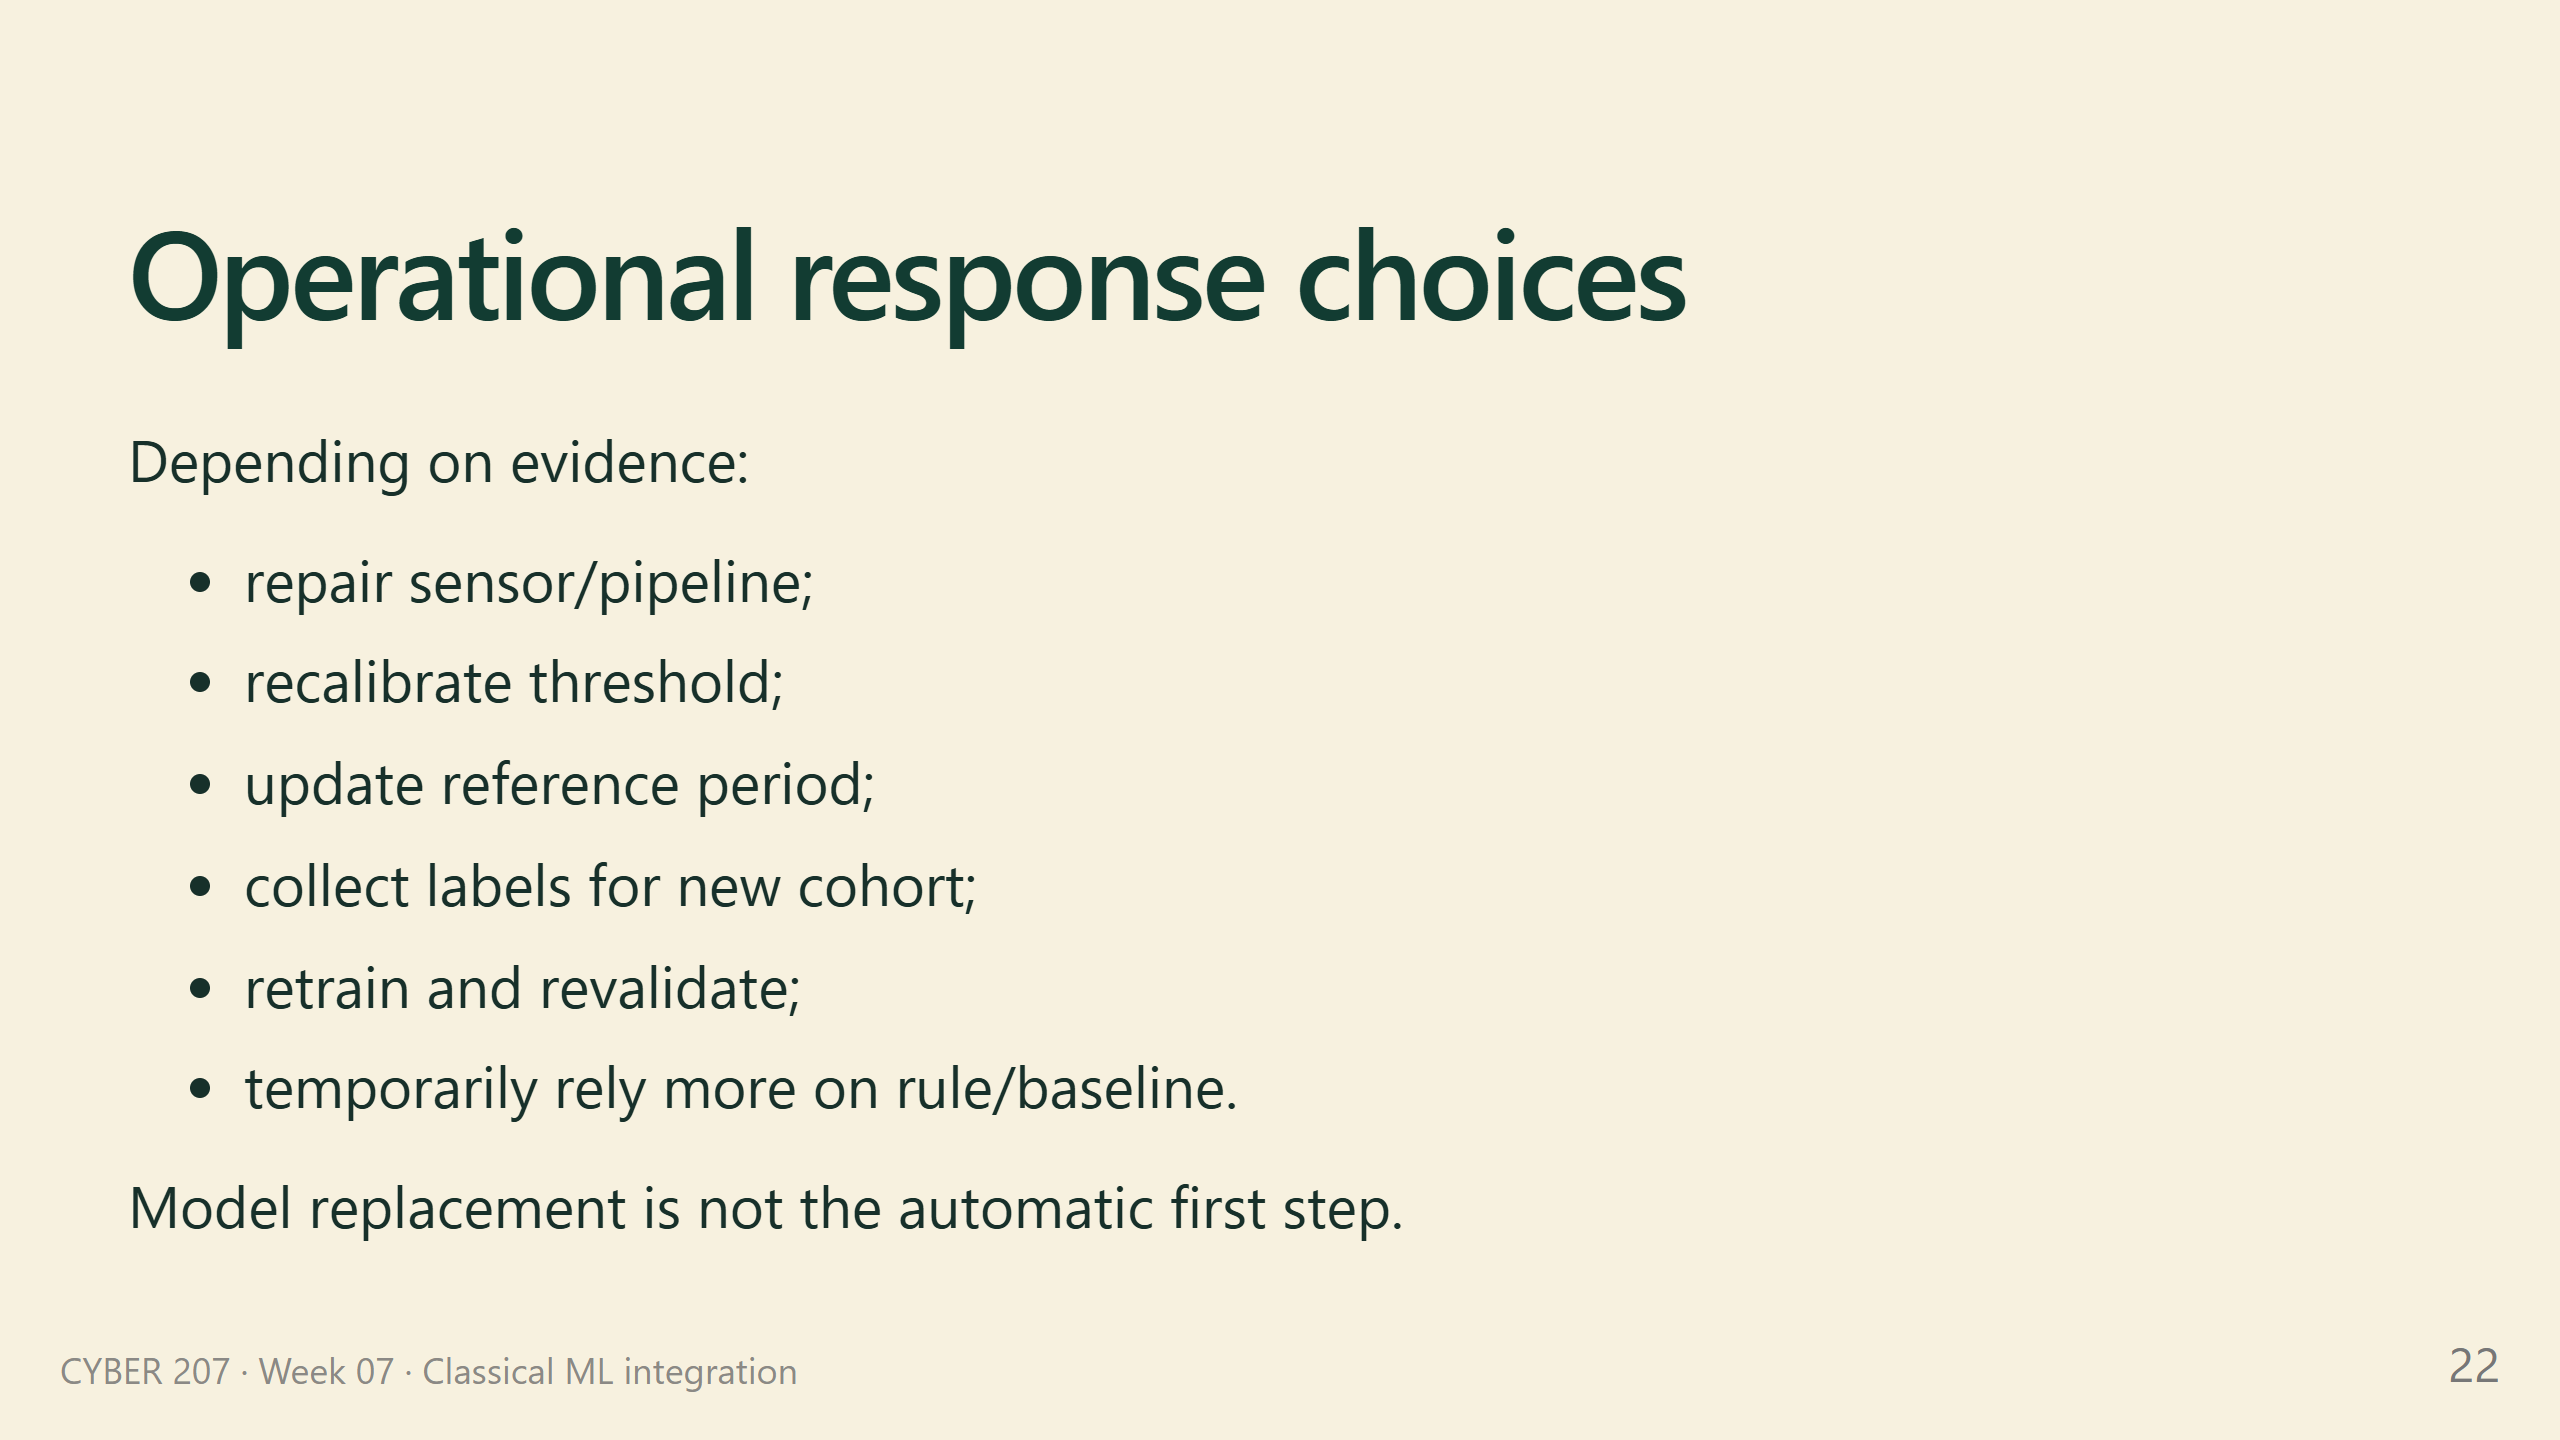 Operational response choices
Depending on evidence:
• repair sensor/pipeline;
• recalibrate threshold;
• update reference period;
• collect labels for new cohort;
• retrain and revalidate;
• temporarily rely more on rule/baseline.
Model replacement is not the automatic first step.
CYBER 207 · Week 07 · Classical ML integration
22